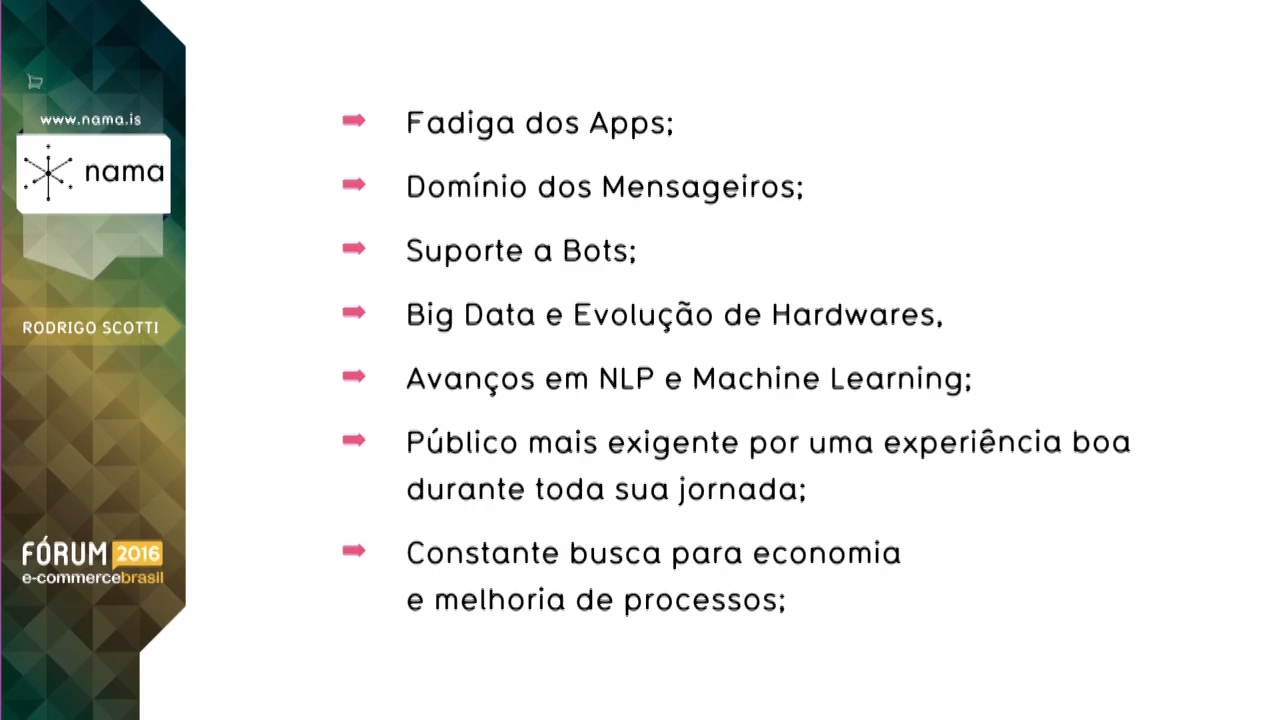 www.nama.is
nama
RODRIGO SCOTTI
FÓRUM 2016
e-commercebrasil
Fadiga dos Apps;
Domínio dos Mensageiros;
Suporte a Bots;
Big Data e Evolução de Hardwares,
Avanços em NLP e Machine Learning;
Público mais exigente por uma experiência boa
durante toda sua jornada;
Constante busca para economia
e melhoria de processos;